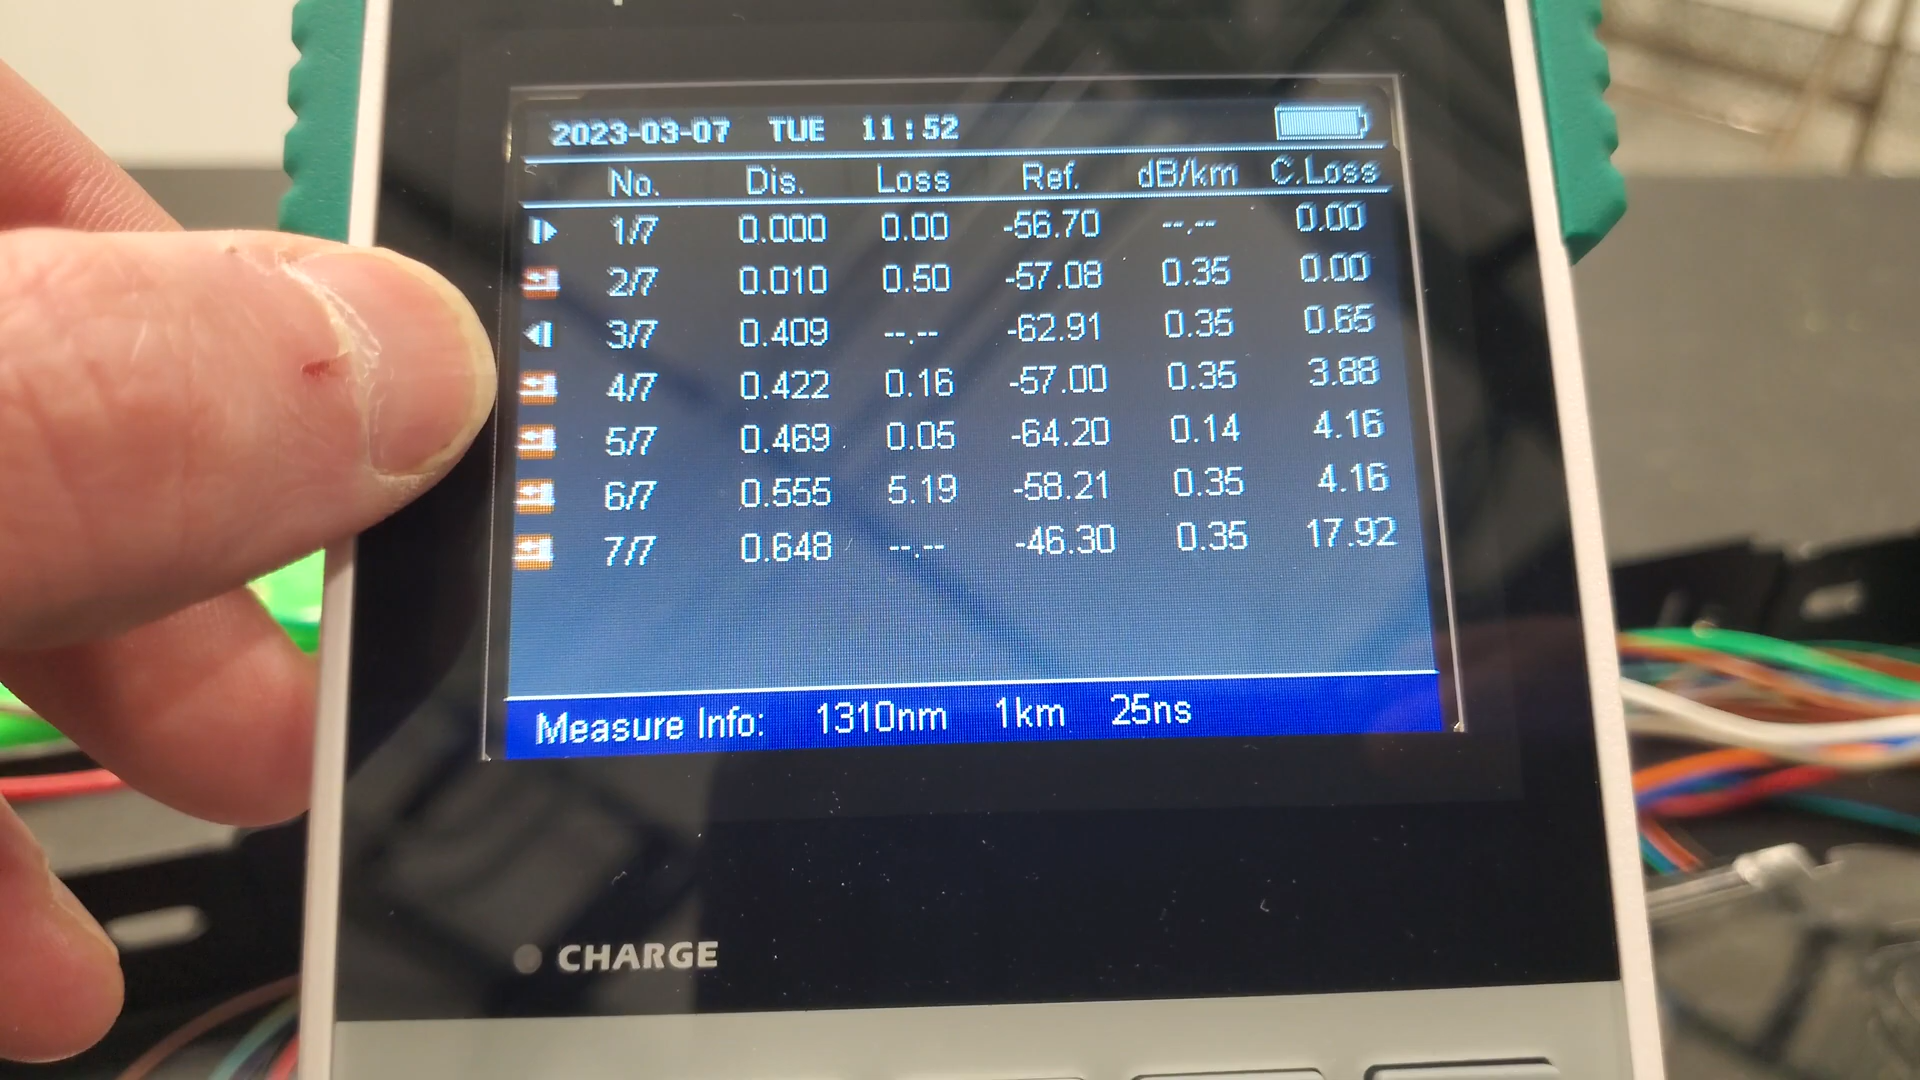 2023-03-07 TUE 11:52
No. Dis. Loss Ref. dB/km C.Loss
1/7 0.000 0.00 -56.70 --.-- 0.00
2/7 0.010 0.50 -57.08 0.35 0.00
3/7 0.409 --.-- -62.91 0.35 0.65
4/7 0.422 0.16 -57.00 0.35 3.88
5/7 0.469 0.05 -64.20 0.14 4.16
6/7 0.555 5.19 -58.21 0.35 4.16
7/7 0.648 --.-- -46.30 0.35 17.92
Measure Info: 1310nm 1km 25ns
CHARGE